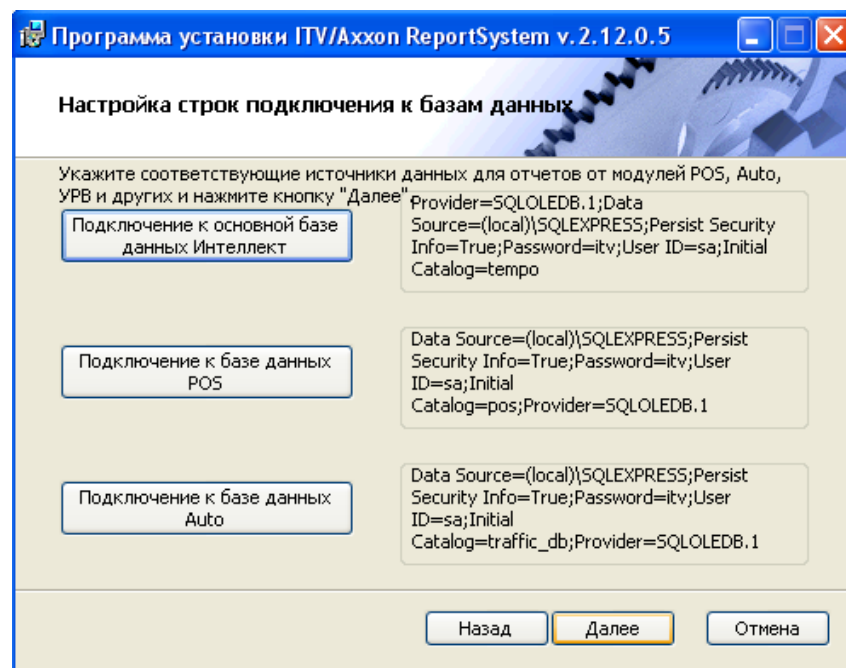 Программа установки ITV/Axxon ReportSystem v.2.12.0.5
Настройка строк подключения к базам данных
Укажите соответствующие источники данных для отчетов от модулей POS, Auto,
УРВ и других и нажмите кнопку "Далее"
Подключение к основной базе
данных Интеллект
Provider=SQLOLEDB.1;Data
Source=(local)\SQLEXPRESS;Persist Security
Info=True;Password=itv;User ID=sa;Initial
Catalog=tempo
Подключение к базе данных
POS
Data Source=(local)\SQLEXPRESS;Persist
Security Info=True;Password=itv;User
ID=sa;Initial
Catalog=pos;Provider=SQLOLEDB.1
Подключение к базе данных
Auto
Data Source=(local)\SQLEXPRESS;Persist
Security Info=True;Password=itv;User
ID=sa;Initial
Catalog=traffic_db;Provider=SQLOLEDB.1
Назад
Далее
Отмена